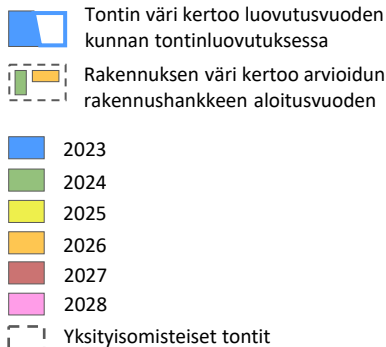 Tontin väri kertoo luovutusvuoden
kunnan tontinluovutuksessa
Rakennuksen väri kertoo arvioidun
rakennushankkeen aloitusvuoden
2023
2024
2025
2026
2027
2028
Yksityisomisteiset tontit